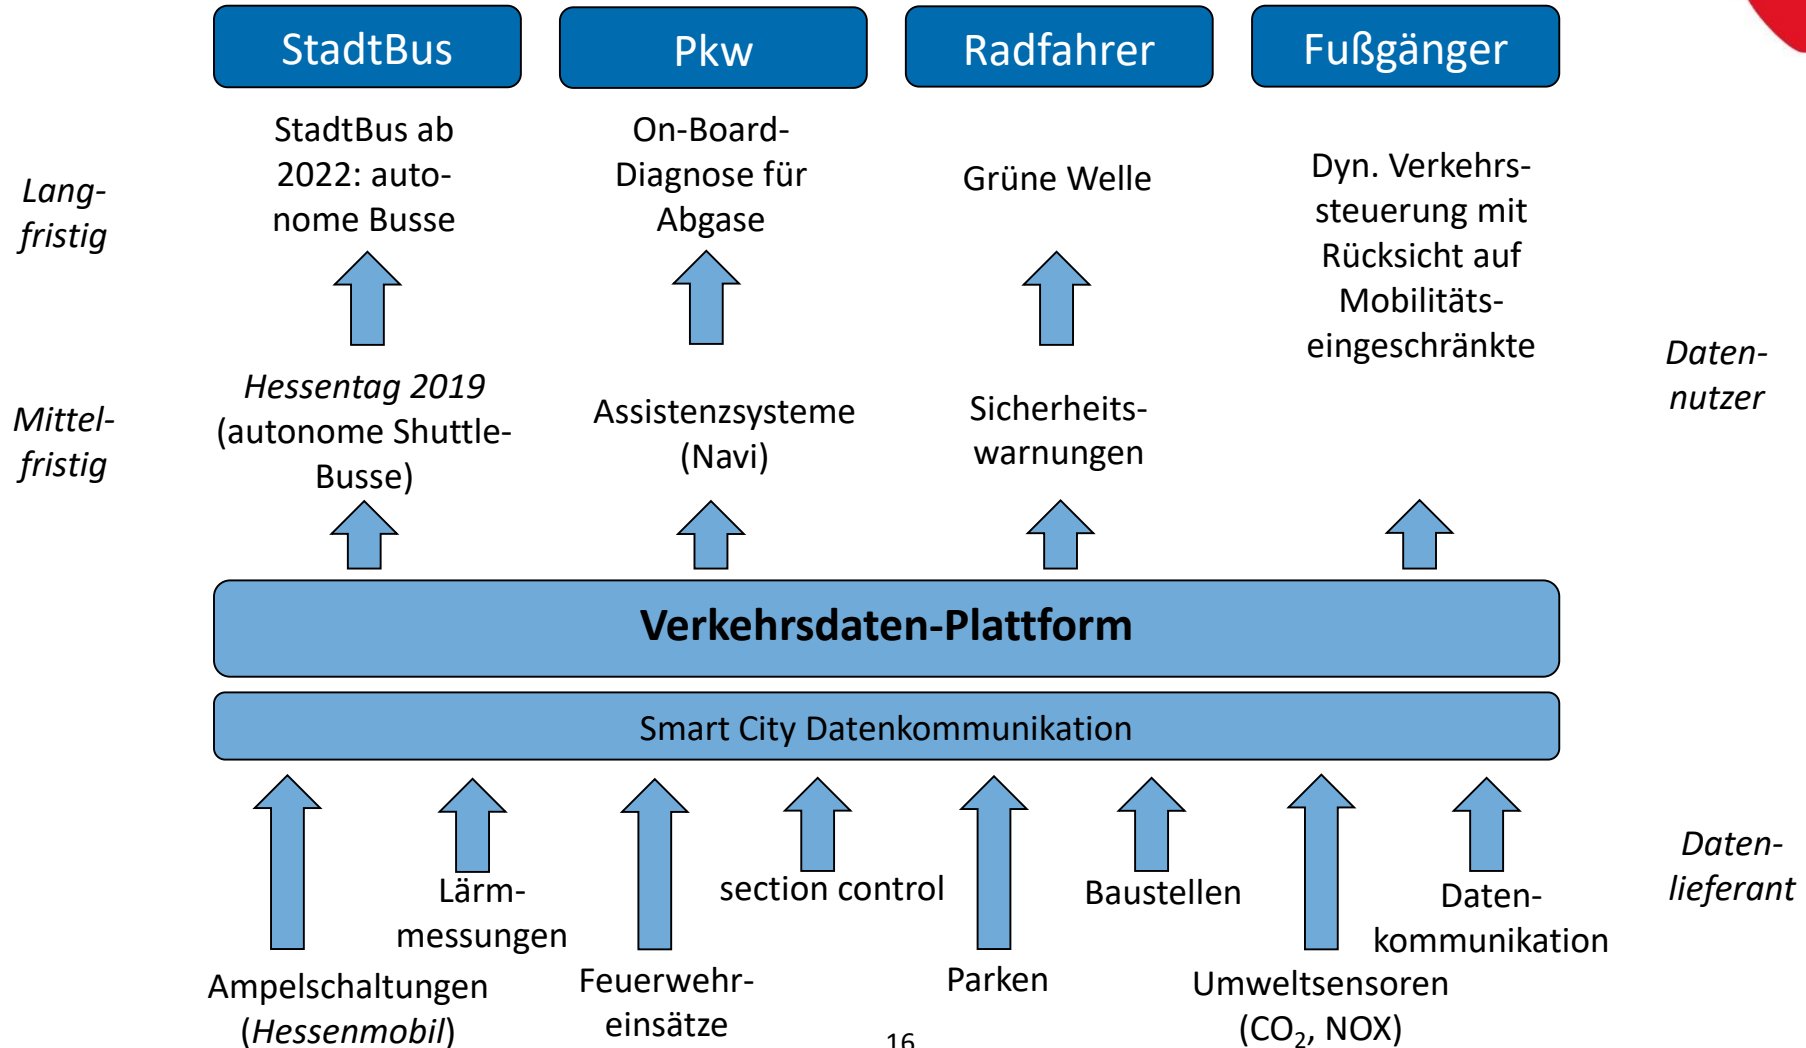 StadtBus
Pkw
Radfahrer
Fußgänger
Lang-
fristig
StadtBus ab
2022: auto-
nome Busse
On-Board-
Diagnose für
Abgase
Grüne Welle
Dyn. Verkehrs-
steuerung mit
Rücksicht auf
Mobilitäts-
eingeschränkte
Mittel-
fristig
Hessentag 2019
(autonome Shuttle-
Busse)
Assistenzsysteme
(Navi)
Sicherheits-
warnungen
Daten-
nutzer
Verkehrsdaten-Plattform
Smart City Datenkommunikation
Lärm-
messungen
section control
Baustellen
Daten-
kommunikation
Daten-
lieferant
Ampelschaltungen
(Hessenmobil)
Feuerwehr-
einsätze
Parken
Umweltsensoren
(CO₂, NOX)
16